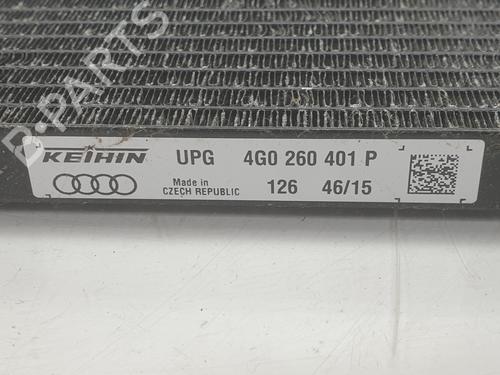 B-PARTS
KEIHIN UPG 4G0 260 401 P
Made in
CZECH REPUBLIC 126 46/15